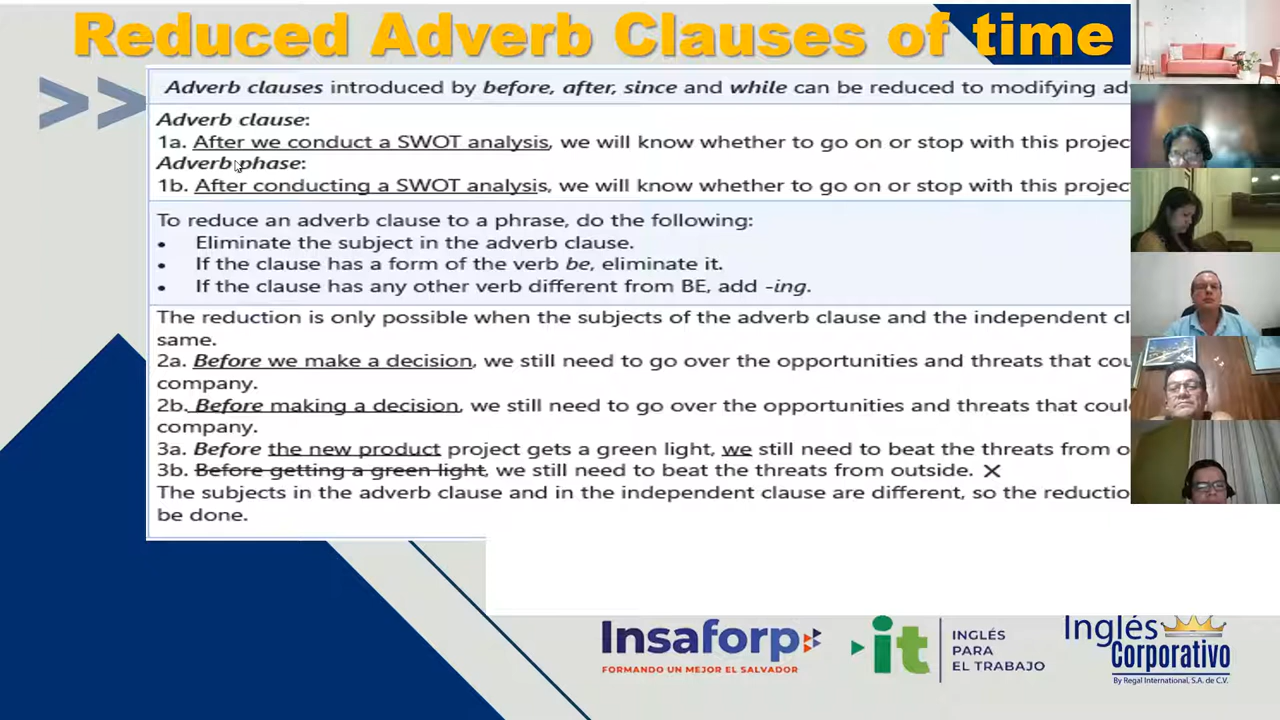 Reduced Adverb Clauses of time
Adverb clauses introduced by before, after, since and while can be reduced to modifying
Adverb clause:
1a. After we conduct a SWOT analysis, we will know whether to go on or stop with this
Adverb phase:
1b. After conducting a SWOT analysis, we will know whether to go on or stop with this
To reduce an adverb clause to a phrase, do the following:
• Eliminate the subject in the adverb clause.
• If the clause has a form of the verb be, eliminate it.
• If the clause has any other verb different from BE, add -ing.
The reduction is only possible when the subjects of the adverb clause and the independent
same.
2a. Before we make a decision, we still need to go over the opportunities and threats that
company.
2b. Before making a decision, we still need to go over the opportunities and threats that
company.
3a. Before the new product project gets a green light, we still need to beat the threats from
3b. Before getting a green light, we still need to beat the threats from outside. ✕
The subjects in the adverb clause and in the independent clause are different, so the
be done.
Insaforp
FORMANDO UN MEJOR EL SALVADOR
it
INGLÉS
PARA
EL TRABAJO
Inglés
Corporativo
By Regal International, S.A. de C.V.